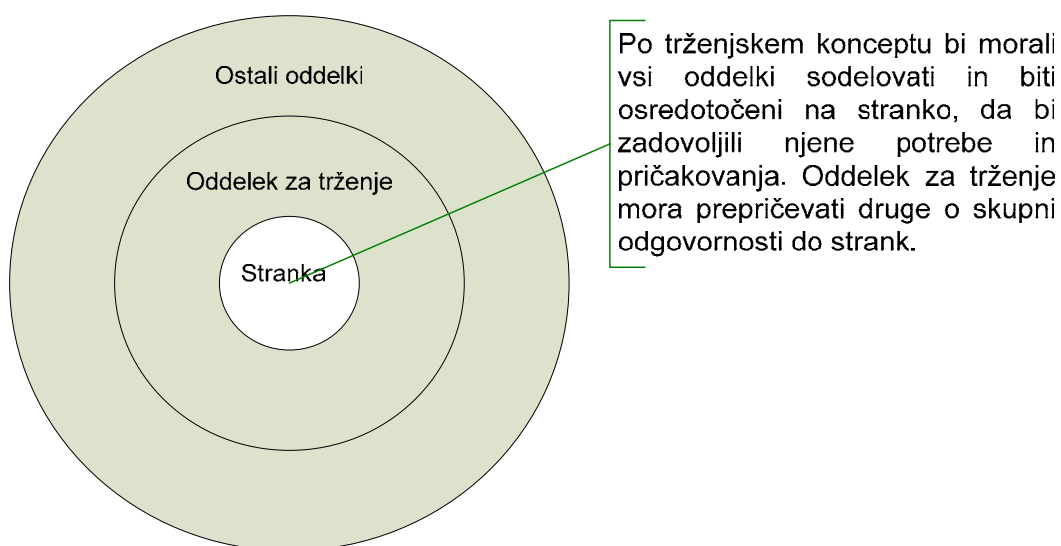 Ostali oddelki
Oddelek za trženje
Stranka
Po trženjskem konceptu bi morali
vsi oddelki sodelovati in biti
osredotočeni na stranko, da bi
zadovoljili njene potrebe in
pričakovanja. Oddelek za trženje
mora prepričevati druge o skupni
odgovornosti do strank.